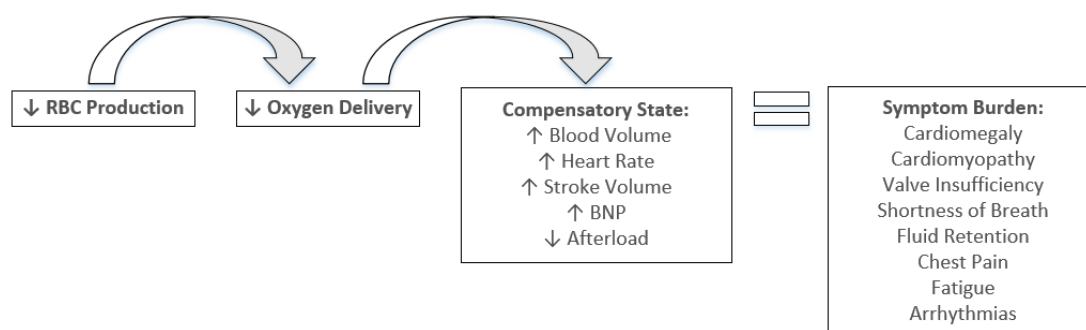 ↓ RBC Production
↓ Oxygen Delivery
Compensatory State:
↑ Blood Volume
↑ Heart Rate
↑ Stroke Volume
↑ BNP
↓ Afterload
Symptom Burden:
Cardiomegaly
Cardiomyopathy
Valve Insufficiency
Shortness of Breath
Fluid Retention
Chest Pain
Fatigue
Arrhythmias